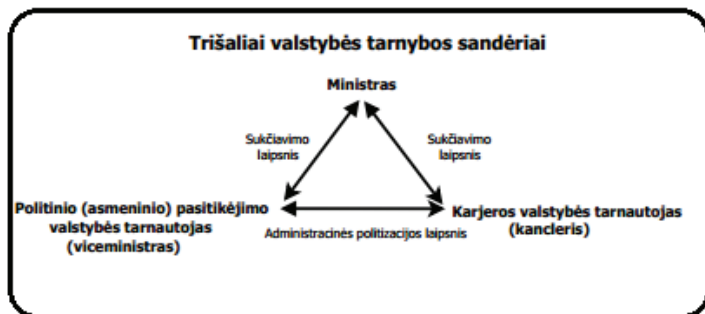 Trišaliai valstybės tarnybos sandėriai
Ministras
Sukčiavimo
laipsnis
Sukčiavimo
laipsnis
Politinio (asmeninio) pasitikėjimo
valstybės tarnautojas
(viceministras)
Karjeros valstybės tarnautojas
(kancleris)
Administracinės politizacijos laipsnis